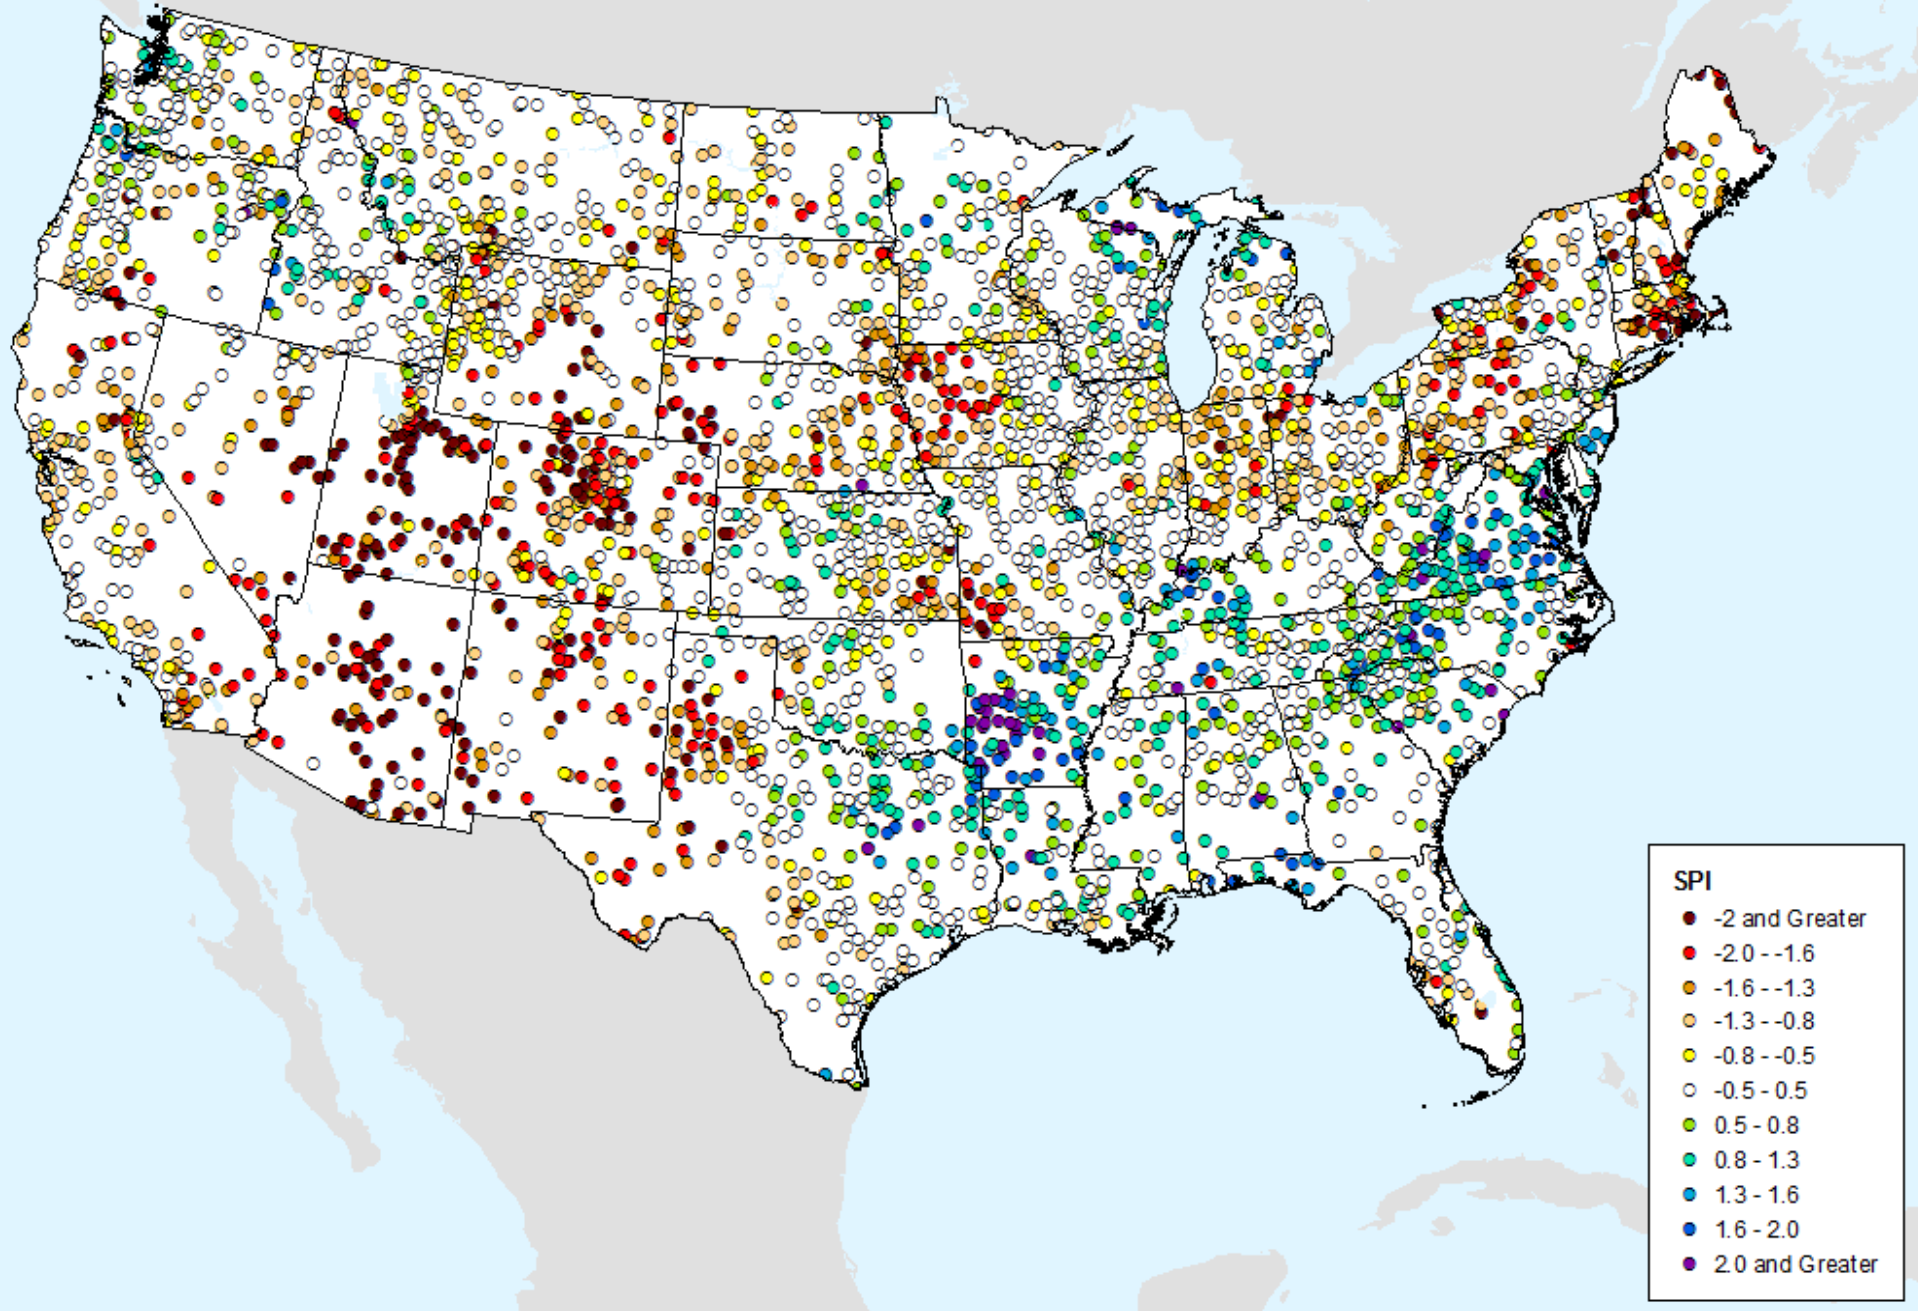 SPI
-2 and Greater
-2.0 - -1.6
-1.6 - -1.3
-1.3 - -0.8
-0.8 - -0.5
-0.5 - 0.5
0.5 - 0.8
0.8 - 1.3
1.3 - 1.6
1.6 - 2.0
2.0 and Greater